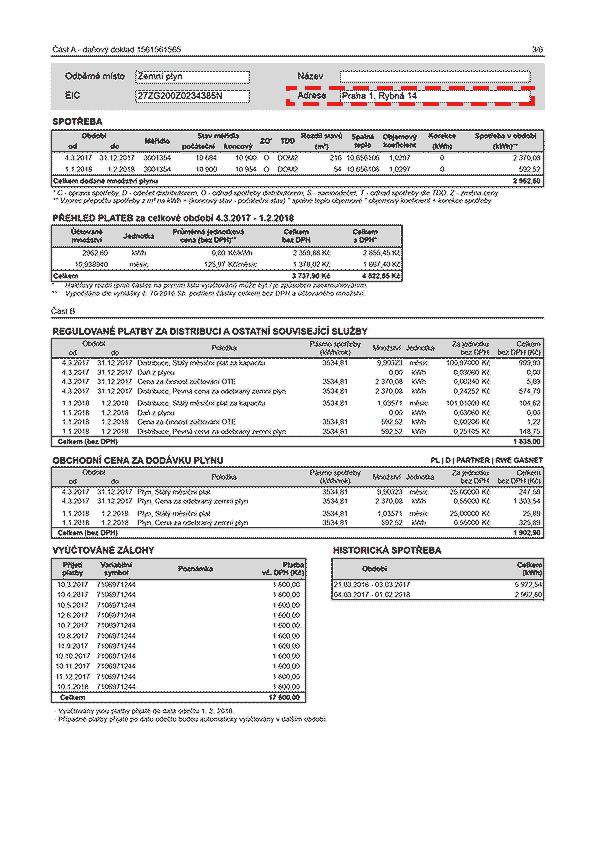 Část A - daňový doklad 1561561565 3/6
Odběrné místo Zemní plyn Název
EIC 27ZG200Z0234385N Adresa Praha 1, Rybná 14
SPOTŘEBA
Období Měřidlo Stav měřidla ZO* TDD Rozdíl stavů Spalné Objemový Korekce Spotřeba v období
od do počáteční koncový (m³) teplo koeficient (kWh) (kWh)**
4.3.2017 31.12.2017 3001354 10 684 10 900 O DOM2 216 10,656106 1,0297 0 2 370,08
1.1.2018 1.2.2018 3001354 10 900 10 954 O DOM2 54 10,656106 1,0297 0 592,52
Celkem dodané množství plynu 2 962,60
* C - oprava spotřeby, D - odečet distributorem, O - odhad spotřeby distributorem, S - samoodečet, T - odhad spotřeby dle TDD, Z - změna ceny
** Vzorec přepočtu spotřeby z m³ na kWh = (konečný stav - počáteční stav) * spalné teplo objemové * objemový koeficient + korekce spotřeby
PŘEHLED PLATEB za celkové období 4.3.2017 - 1.2.2018
Účtované Jednotka Průměrná jednotková Celkem Celkem
množství cena (bez DPH)** bez DPH s DPH*
2962,60 kWh 0,80 Kč/kWh 2 359,88 Kč 2 855,45 Kč
10,938940 měsíc 125,97 Kč/měsíc 1 378,02 Kč 1 667,40 Kč
Celkem 3 737,90 Kč 4 522,85 Kč
* Haléřový rozdíl (proti částce na prvním listu vyúčtování) může být / je způsoben zaokrouhlováním.
** Vypočítáno dle vyhlášky č. 70/2016 Sb. podílem částky celkem bez DPH a účtovaného množství.
Část B
REGULOVANÉ PLATBY ZA DISTRIBUCI A OSTATNÍ SOUVISEJÍCÍ SLUŽBY
Období Položka Pásmo spotřeby Množství Jednotka Za jednotku Celkem
od do (kWh/rok) bez DPH bez DPH (Kč)
4.3.2017 31.12.2017 Distribuce, Stálý měsíční plat za kapacitu 3534,81 9,90323 měsíc
4.3.2017 31.12.2017 Daň z plynu 0,00 kWh 0,03060 Kč 0,00
4.3.2017 31.12.2017 Cena za činnost zúčtování OTE 3534,81 2 370,08 kWh 0,00240 Kč 5,69
4.3.2017 31.12.2017 Distribuce, Pevná cena za odebraný zemní plyn 3534,81 2 370,08 kWh 0,24252 Kč 574,79
1.1.2018 1.2.2018 Distribuce, Stálý měsíční plat za kapacitu 3534,81 1,03571 měsíc 101,01000 Kč 104,62
1.1.2018 1.2.2018 Daň z plynu 0,00 kWh 0,03060 Kč 0,00
1.1.2018 1.2.2018 Cena za činnost zúčtování OTE 3534,81 592,52 kWh 0,00206 Kč 1,22
1.1.2018 1.2.2018 Distribuce, Pevná cena za odebraný zemní plyn 3534,81 592,52 kWh 0,25105 Kč 148,75
Celkem (bez DPH) 1 835,00
OBCHODNÍ CENA ZA DODÁVKU PLYNU PL | D | PARTNER | RWE GASNET
Období Položka Pásmo spotřeby Množství Jednotka Za jednotku Celkem
od do (kWh/rok) bez DPH bez DPH (Kč)
4.3.2017 31.12.2017 Plyn, Stálý měsíční plat 3534,81 9,90323 měsíc 25,00000 Kč 247,58
4.3.2017 31.12.2017 Plyn, Cena za odebraný zemní plyn 3534,81 2 370,08 kWh 0,55000 Kč 1 303,54
1.1.2018 1.2.2018 Plyn, Stálý měsíční plat 3534,81 1,03571 měsíc 25,00000 Kč 25,89
1.1.2018 1.2.2018 Plyn, Cena za odebraný zemní plyn 3534,81 592,52 kWh 0,55000 Kč 325,89
Celkem (bez DPH) 1 902,90
VYÚČTOVANÉ ZÁLOHY HISTORICKÁ SPOTŘEBA
Přijetí Variabilní Poznámka Platba Období Celkem
platby symbol vč. DPH (Kč) (kWh)
10.3.2017 7106971244 1 600,00 21.03.2016 - 03.03.2017 5 972,54
10.4.2017 7106971244 1 600,00 04.03.2017 - 01.02.2018 2 962,60
10.5.2017 7106971244 1 600,00
12.6.2017 7106971244 1 600,00
10.7.2017 7106971244 1 600,00
10.8.2017 7106971244 1 600,00
11.9.2017 7106971244 1 600,00
10.10.2017 7106971244 1 600,00
10.11.2017 7106971244 1 600,00
11.12.2017 7106971244 1 600,00
10.1.2018 7106971244 1 600,00
Celkem 17 600,00
- Vyúčtovány jsou platby přijaté do data odečtu 1. 2. 2018.
- Případné platby přijaté po datu odečtu budou automaticky vyúčtovány v dalším období.